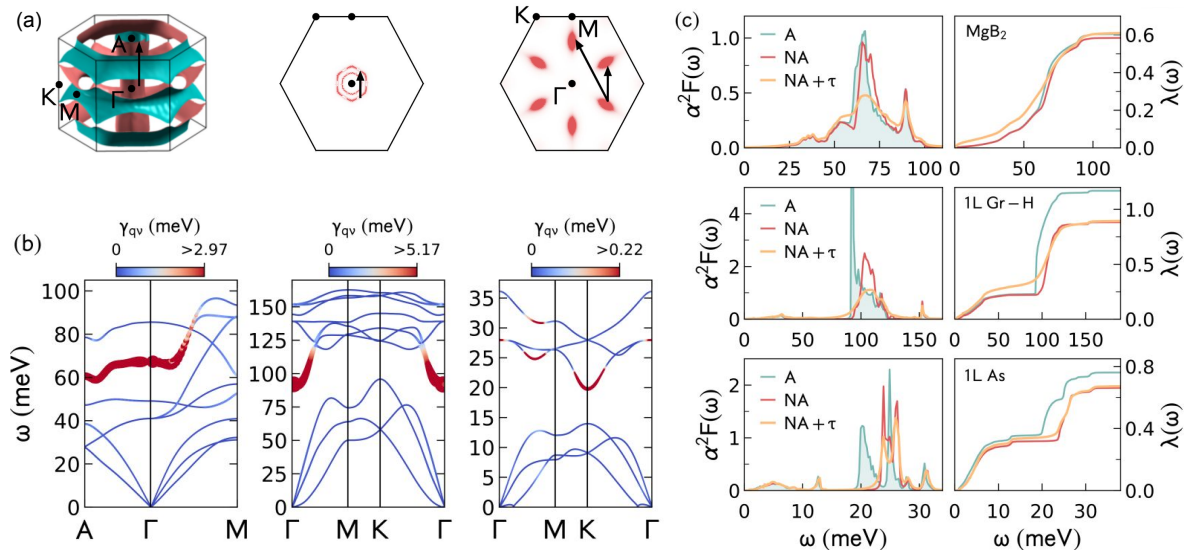 (a)
A
Γ
K
M
K
M
K
M
Γ
(b)
γqν (meV)
0 >2.97
γqν (meV)
0 >5.17
γqν (meV)
0 >0.22
ω (meV)
100
80
60
40
20
0
A Γ M
150
125
100
75
50
25
0
Γ M K Γ
35
30
25
20
15
10
5
0
Γ M K Γ
(c)
α²F(ω)
1.0
0.5
0.0
A
NA
NA + τ
0 25 50 75 100
MgB₂
λ(ω)
0.6
0.4
0.2
0.0
0 50 100
α²F(ω)
4
2
0
A
NA
NA + τ
0 50 100 150
1L Gr − H
λ(ω)
1.0
0.5
0.0
0 50 100 150
α²F(ω)
2
1
0
A
NA
NA + τ
0 10 20 30
ω (meV)
1L As
λ(ω)
0.8
0.4
0.0
0 10 20 30
ω (meV)